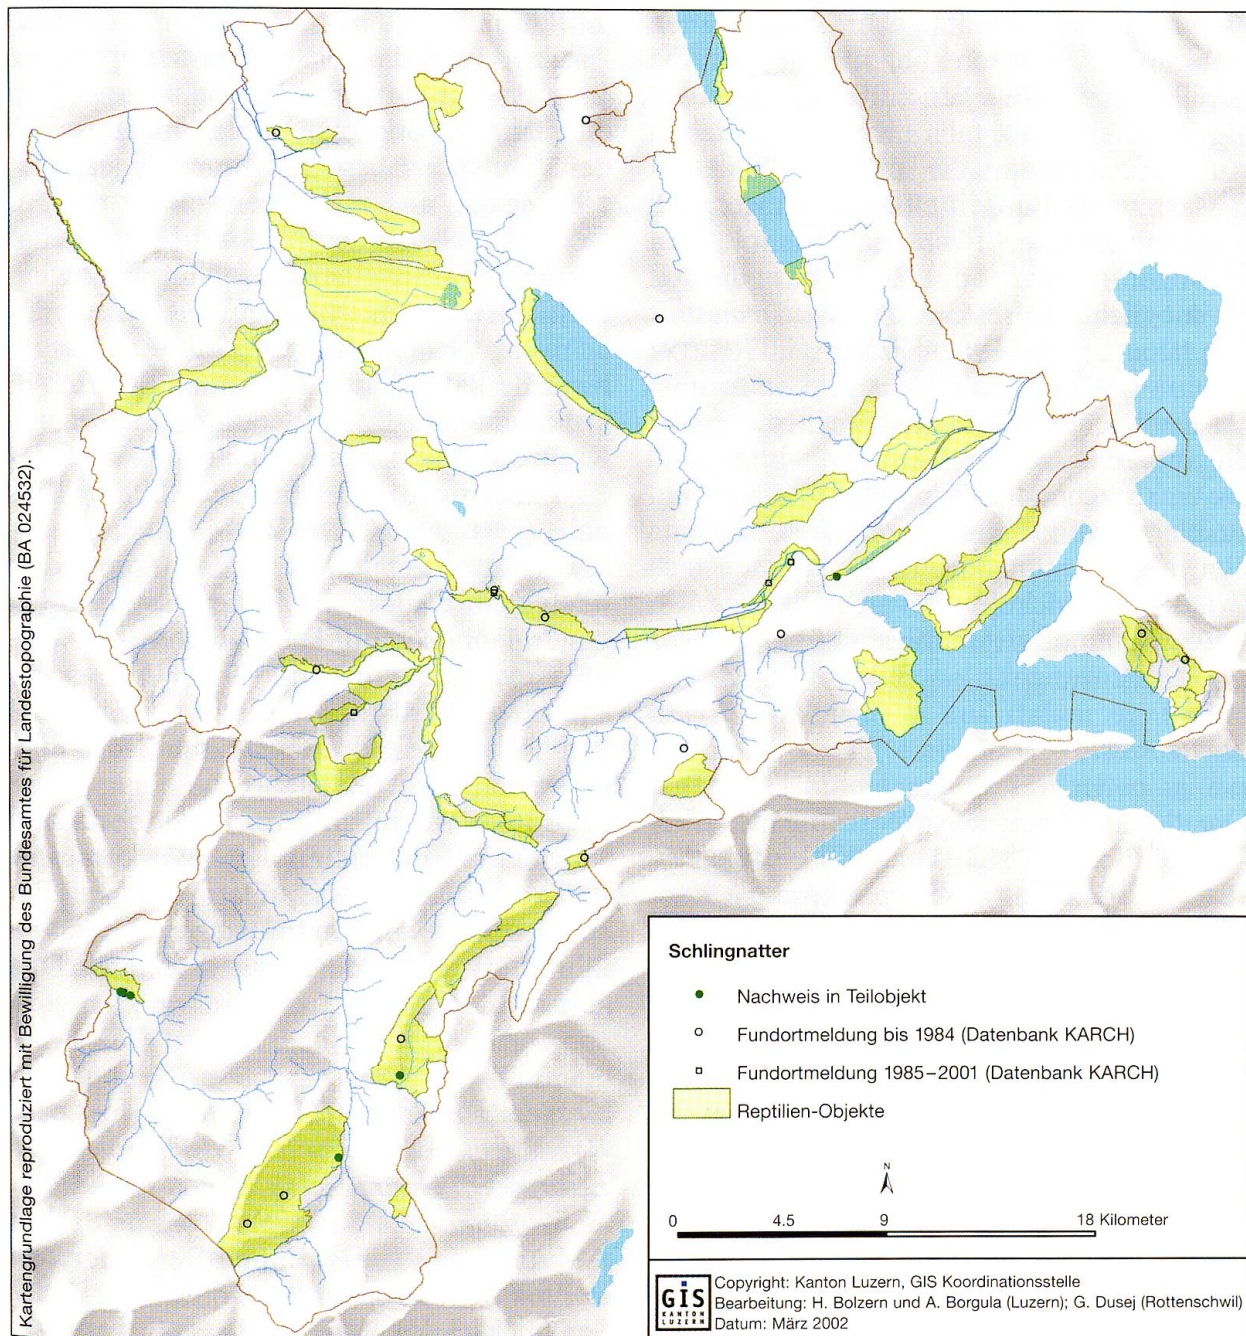 Kartengrundlage reproduziert mit Bewilligung des Bundesamtes für Landestopographie (BA 024532).
Schlingnatter
Nachweis in Teilobjekt
Fundortmeldung bis 1984 (Datenbank KARCH)
Fundortmeldung 1985–2001 (Datenbank KARCH)
Reptilien-Objekte
N
0 4.5 9 18 Kilometer
GIS
KANTON
LUZERN
Copyright: Kanton Luzern, GIS Koordinationsstelle
Bearbeitung: H. Bolzern und A. Borgula (Luzern); G. Dusej (Rottenschwil)
Datum: März 2002